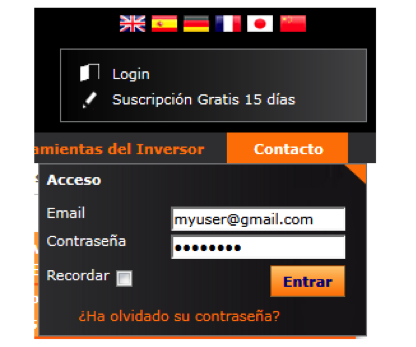 Login
Suscripción Gratis 15 días
amientas del Inversor Contacto
Acceso
Email myuser@gmail.com
Contraseña ••••••••
Recordar Entrar
¿Ha olvidado su contraseña?